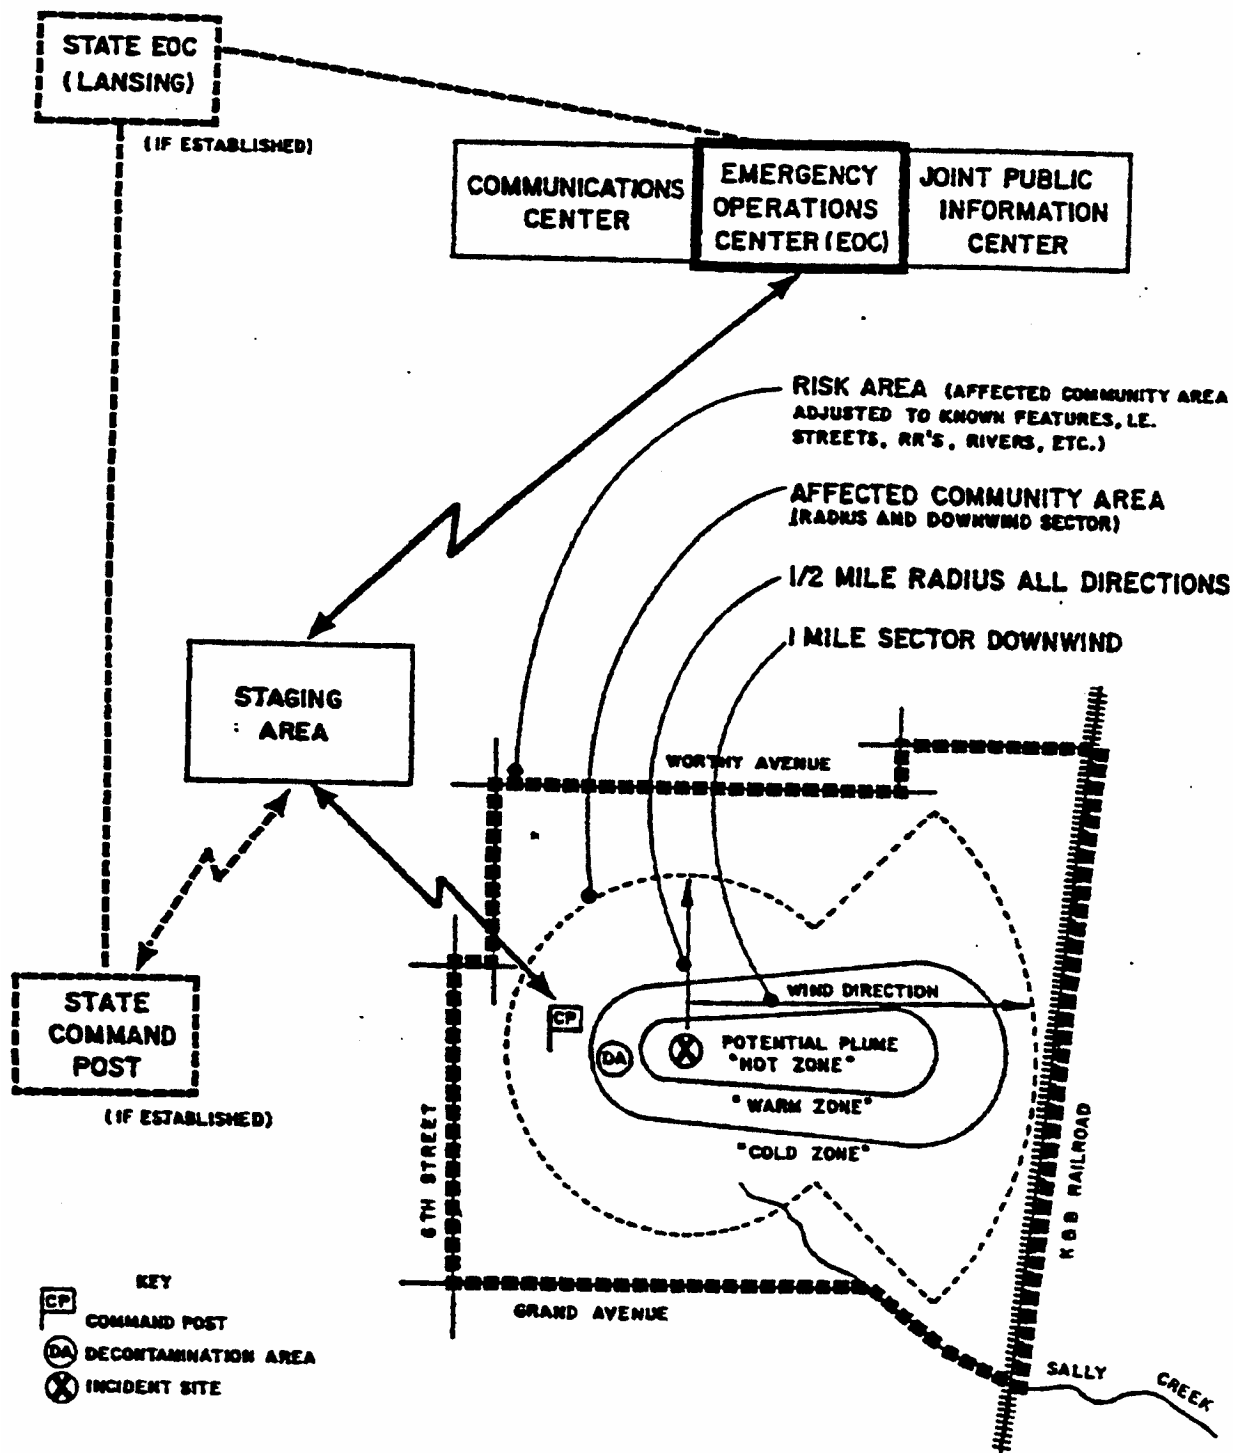 STATE EOC
(LANSING)
(IF ESTABLISHED)
COMMUNICATIONS
CENTER
EMERGENCY
OPERATIONS
CENTER (EOC)
JOINT PUBLIC
INFORMATION
CENTER
RISK AREA (AFFECTED COMMUNITY AREA
ADJUSTED TO KNOWN FEATURES, I.E.
STREETS, RR'S, RIVERS, ETC.)
AFFECTED COMMUNITY AREA
(RADIUS AND DOWNWIND SECTOR)
1/2 MILE RADIUS ALL DIRECTIONS
1 MILE SECTOR DOWNWIND
STAGING
AREA
WORTHY AVENUE
WIND DIRECTION
CP
STATE
COMMAND
POST
(IF ESTABLISHED)
DA
X
POTENTIAL PLUME
"HOT ZONE"
"WARM ZONE"
"COLD ZONE"
6TH STREET
K&B RAILROAD
GRAND AVENUE
SALLY CREEK
KEY
CP COMMAND POST
DA DECONTAMINATION AREA
X INCIDENT SITE